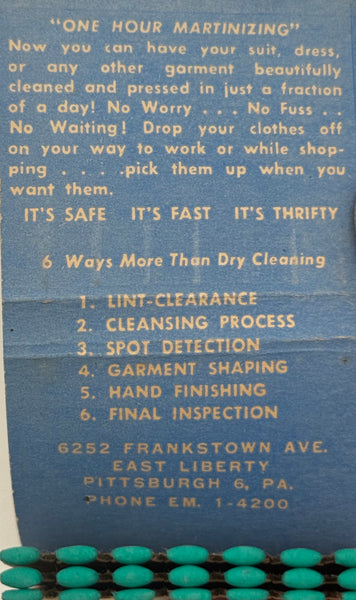 "ONE HOUR MARTINIZING"
Now you can have your suit, dress,
or any other garment beautifully
cleaned and pressed in just a fraction
of a day! No Worry . . . No Fuss . .
No Waiting! Drop your clothes off
on your way to work or while shop-
ping . . . .pick them up when you
want them.
IT'S SAFE IT'S FAST IT'S THRIFTY
6 Ways More Than Dry Cleaning
1. LINT-CLEARANCE
2. CLEANSING PROCESS
3. SPOT DETECTION
4. GARMENT SHAPING
5. HAND FINISHING
6. FINAL INSPECTION
6252 FRANKSTOWN AVE.
EAST LIBERTY
PITTSBURGH 6, PA.
PHONE EM. 1-4200